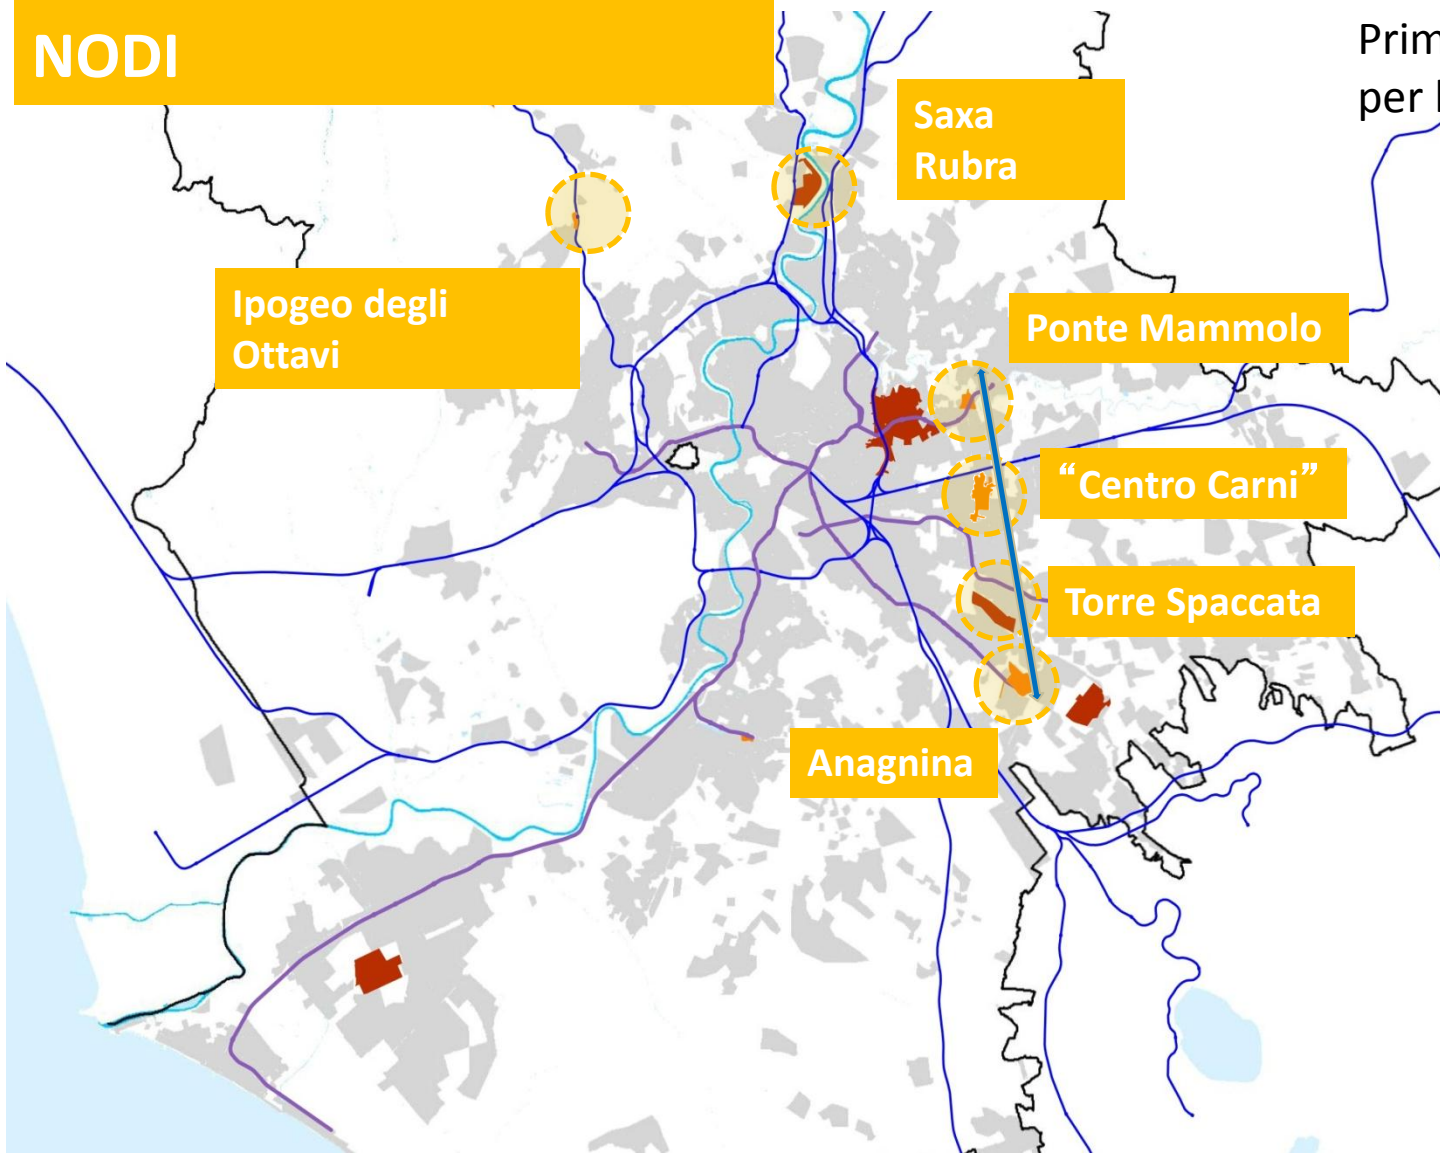 NODI
Prim
per
Saxa
Rubra
Ipogeo degli
Ottavi
Ponte Mammolo
“Centro Carni”
Torre Spaccata
Anagnina